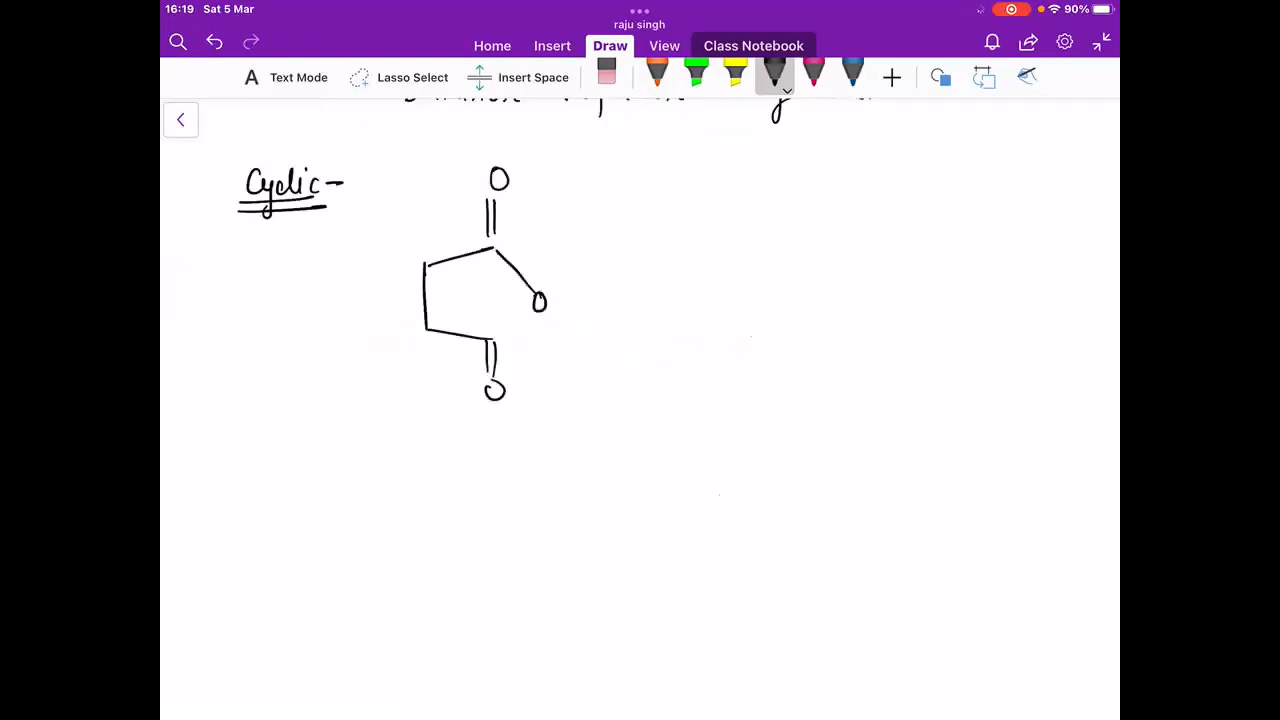 16:19 Sat 5 Mar
90%
raju singh
Home Insert Draw View Class Notebook
A Text Mode Lasso Select Insert Space
Cyclic-
O
O
O